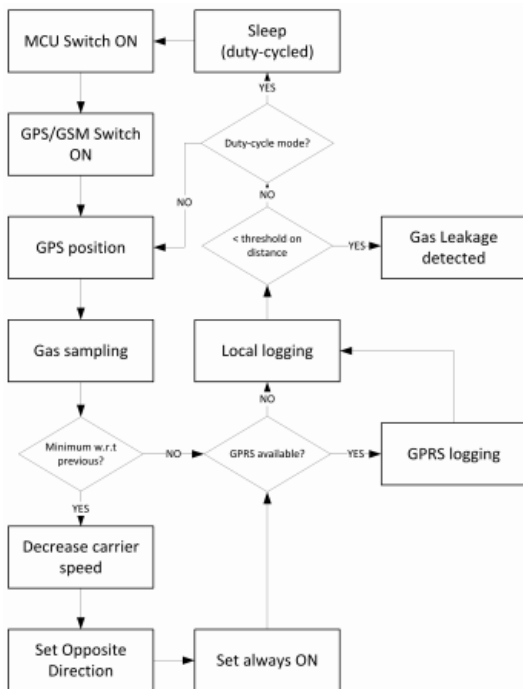 MCU Switch ON
Sleep
(duty-cycled)
YES
GPS/GSM Switch
ON
Duty-cycle mode?
NO
NO
GPS position
< threshold on
distance
YES
Gas Leakage
detected
Gas sampling
Local logging
NO
Minimum w.r.t
previous?
NO
GPRS available?
YES
GPRS logging
YES
Decrease carrier
speed
Set Opposite
Direction
Set always ON